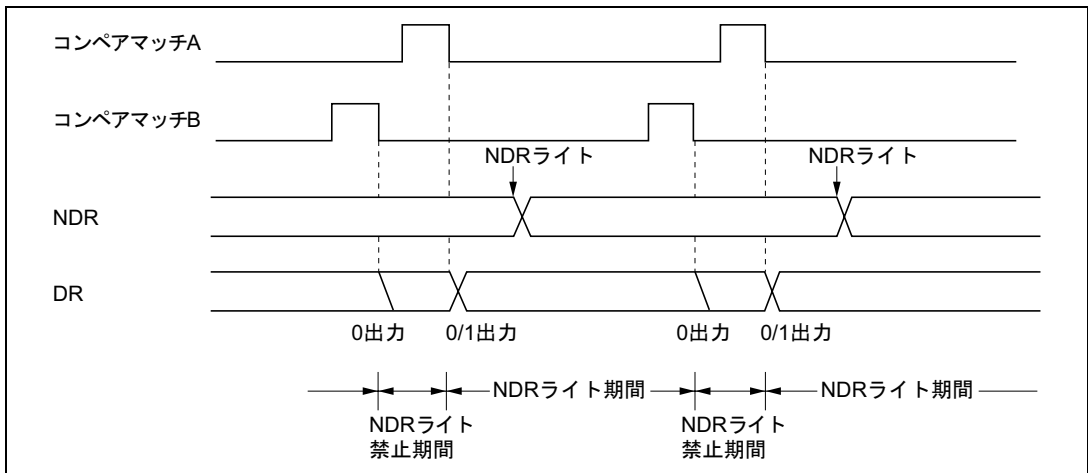 コンペアマッチA
コンペアマッチB
NDRライト NDRライト
NDR
DR
0出力 0/1出力 0出力 0/1出力
NDRライト期間 NDRライト期間
NDRライト NDRライト
禁止期間 禁止期間